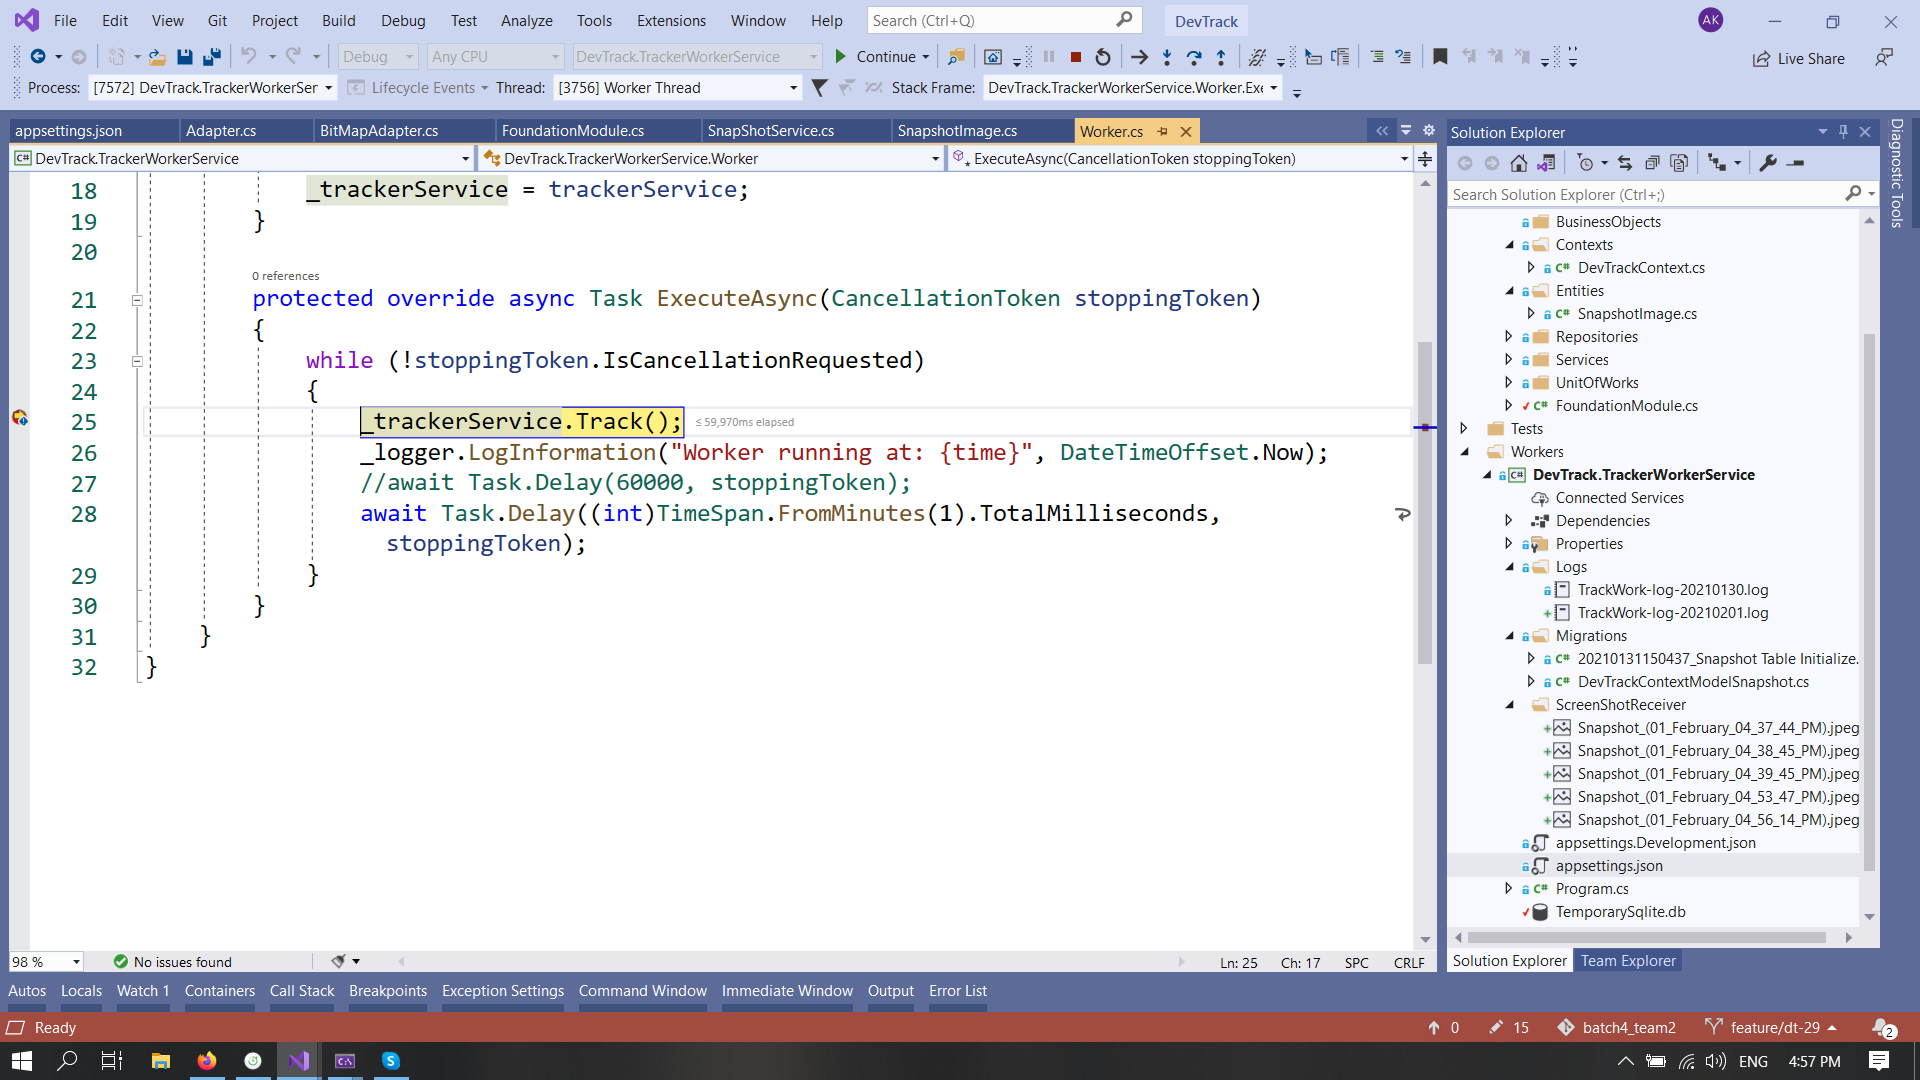 File Edit View Git Project Build Debug Test Analyze Tools Extensions Window Help Search (Ctrl+Q) DevTrack AK
Debug Any CPU DevTrack.TrackerWorkerService Continue Live Share
Process: [7572] DevTrack.TrackerWorkerSer Lifecycle Events Thread: [3756] Worker Thread Stack Frame: DevTrack.TrackerWorkerService.Worker.Exe
appsettings.json Adapter.cs BitMapAdapter.cs FoundationModule.cs SnapShotService.cs SnapshotImage.cs Worker.cs
DevTrack.TrackerWorkerService DevTrack.TrackerWorkerService.Worker ExecuteAsync(CancellationToken stoppingToken)
18 _trackerService = trackerService;
19 }
20
0 references
21 protected override async Task ExecuteAsync(CancellationToken stoppingToken)
22 {
23 while (!stoppingToken.IsCancellationRequested)
24 {
25 _trackerService.Track(); ≤ 59,970ms elapsed
26 _logger.LogInformation("Worker running at: {time}", DateTimeOffset.Now);
27 //await Task.Delay(60000, stoppingToken);
28 await Task.Delay((int)TimeSpan.FromMinutes(1).TotalMilliseconds,
stoppingToken);
29 }
30 }
31 }
32 }
98 % No issues found Ln: 25 Ch: 17 SPC CRLF
Solution Explorer
Search Solution Explorer (Ctrl+;)
BusinessObjects
Contexts
C# DevTrackContext.cs
Entities
C# SnapshotImage.cs
Repositories
Services
UnitOfWorks
C# FoundationModule.cs
Tests
Workers
C# DevTrack.TrackerWorkerService
Connected Services
Dependencies
Properties
Logs
TrackWork-log-20210130.log
TrackWork-log-20210201.log
Migrations
C# 20210131150437_Snapshot Table Initialize.
C# DevTrackContextModelSnapshot.cs
ScreenShotReceiver
Snapshot_(01_February_04_37_44_PM).jpeg
Snapshot_(01_February_04_38_45_PM).jpeg
Snapshot_(01_February_04_39_45_PM).jpeg
Snapshot_(01_February_04_53_47_PM).jpeg
Snapshot_(01_February_04_56_14_PM).jpeg
appsettings.Development.json
appsettings.json
C# Program.cs
TemporarySqlite.db
Solution Explorer Team Explorer
Diagnostic Tools
Autos Locals Watch 1 Containers Call Stack Breakpoints Exception Settings Command Window Immediate Window Output Error List
Ready 0 15 batch4_team2 feature/dt-29 2
ENG 4:57 PM